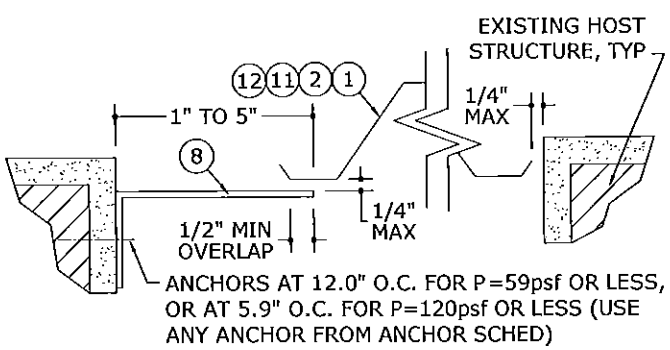 EXISTING HOST
STRUCTURE, TYP
12 11 2 1
1/4"
MAX
1" TO 5"
8
1/4"
MAX
1/2" MIN
OVERLAP
ANCHORS AT 12.0" O.C. FOR P=59psf OR LESS,
OR AT 5.9" O.C. FOR P=120psf OR LESS (USE
ANY ANCHOR FROM ANCHOR SCHED)